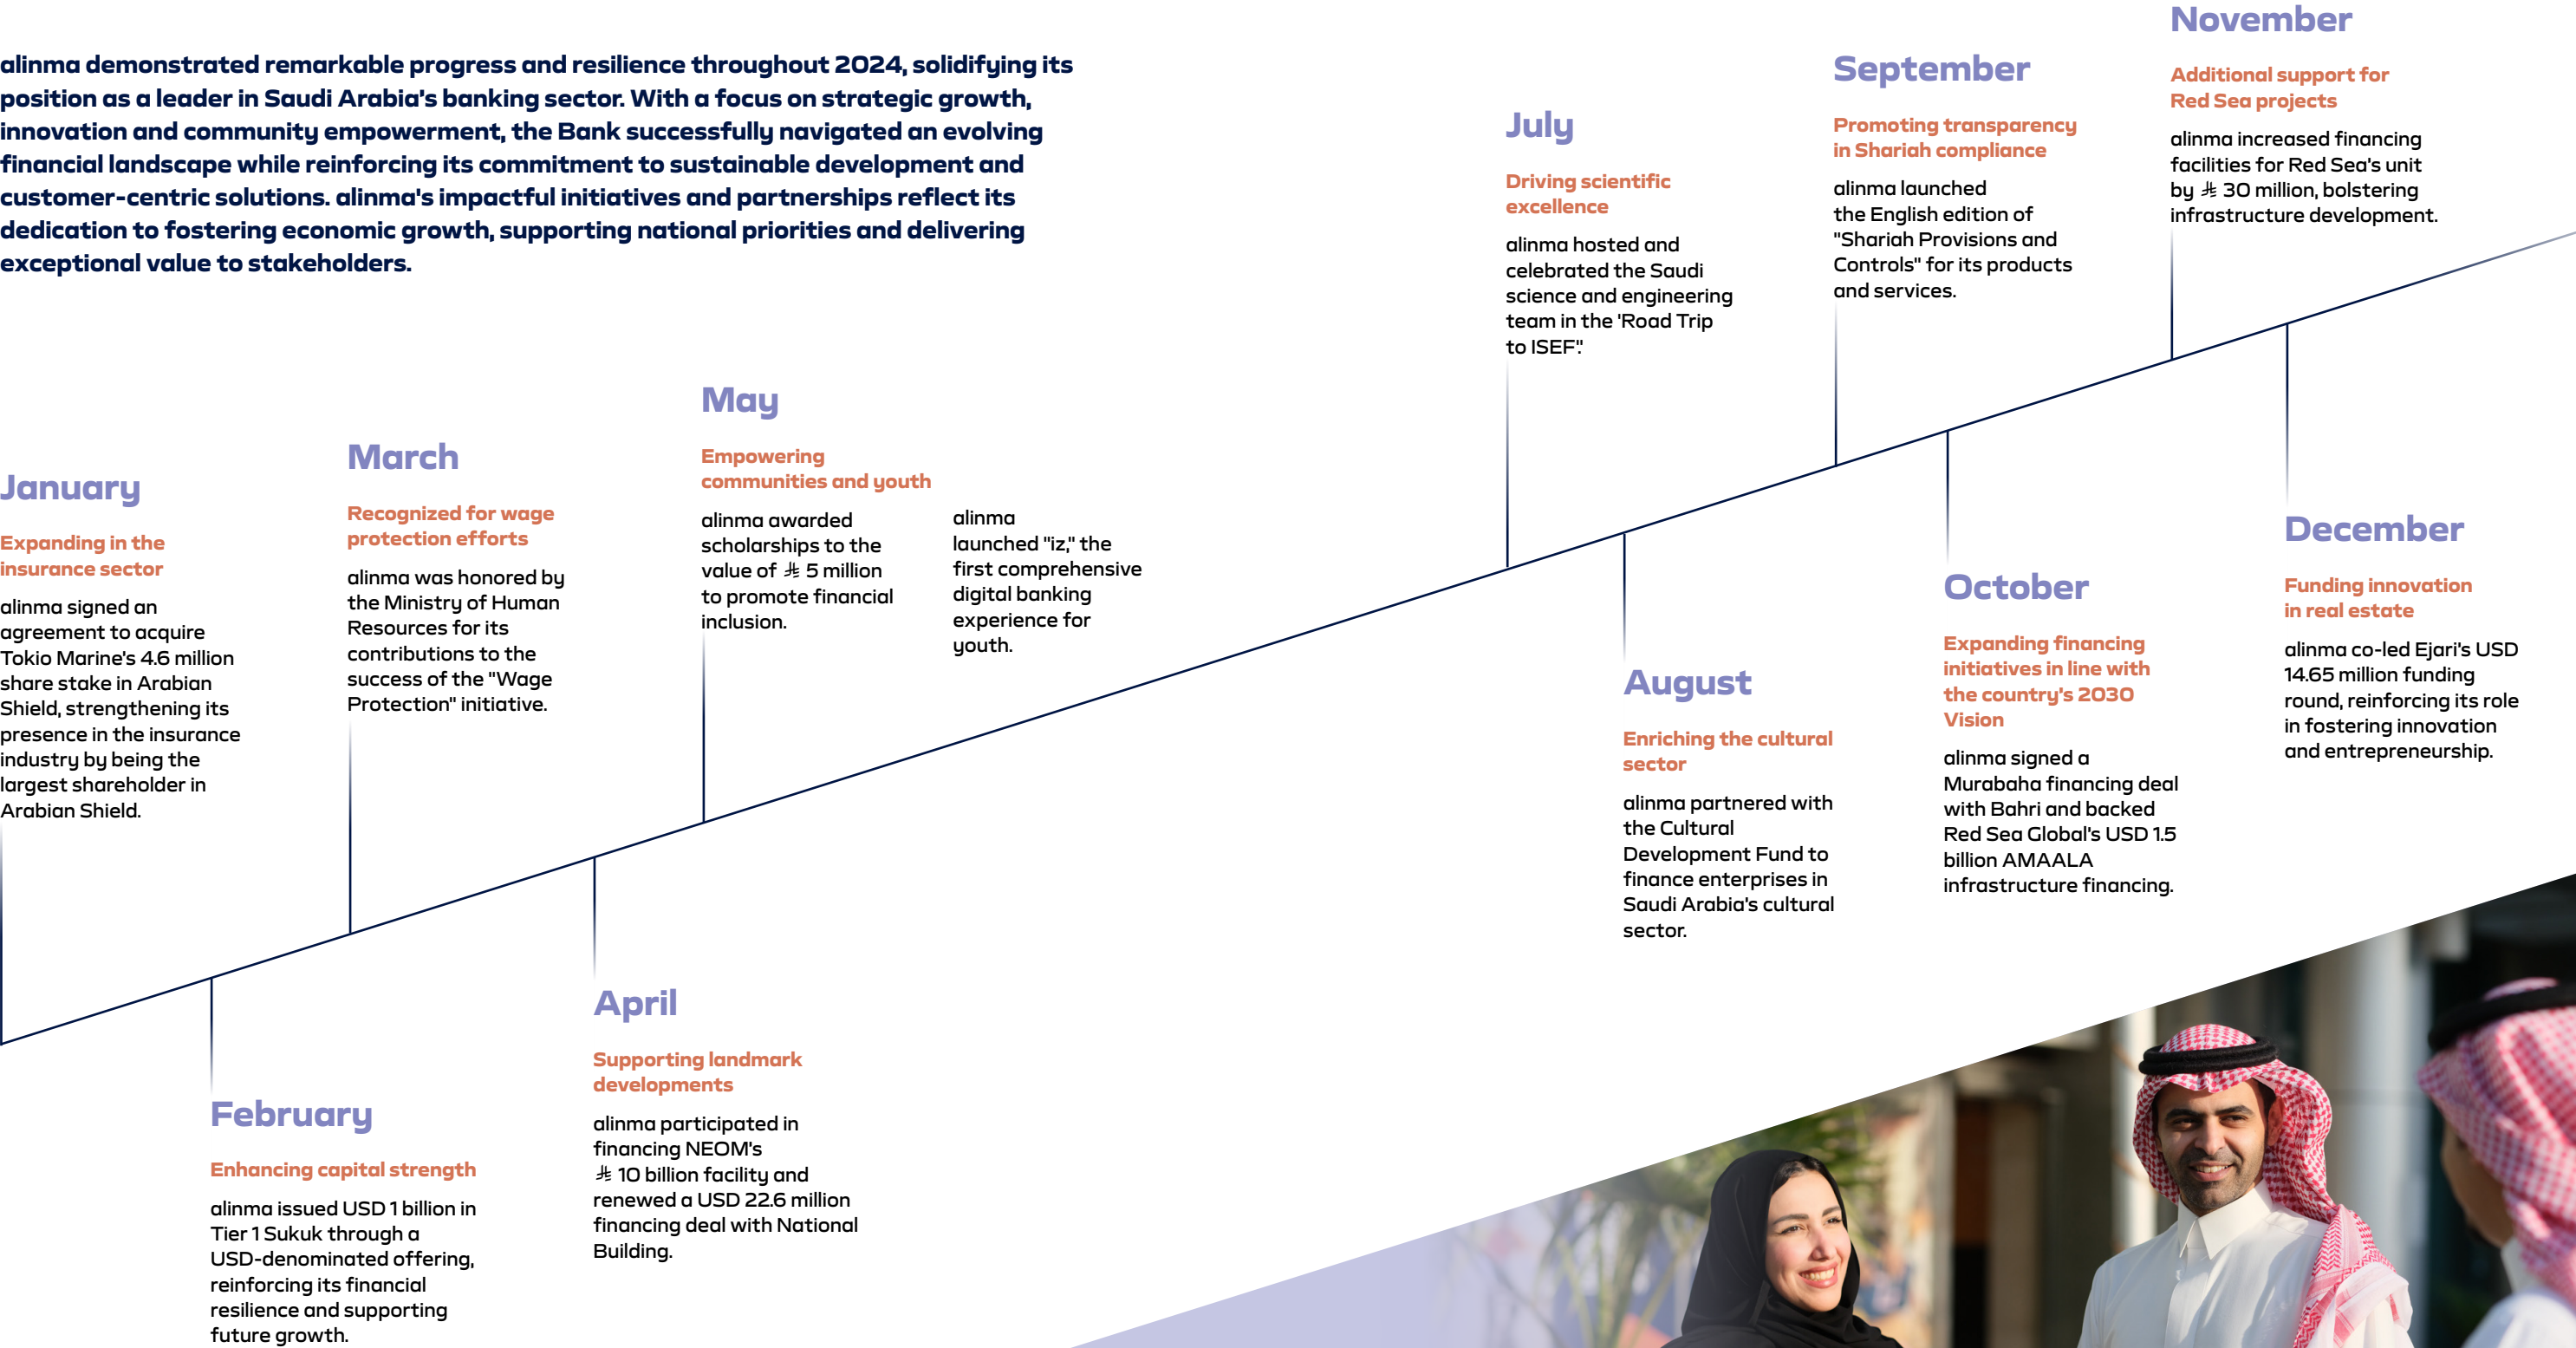 alinma demonstrated remarkable progress and resilience throughout 2024, solidifying its
position as a leader in Saudi Arabia's banking sector. With a focus on strategic growth,
innovation and community empowerment, the Bank successfully navigated an evolving
financial landscape while reinforcing its commitment to sustainable development and
customer-centric solutions. alinma's impactful initiatives and partnerships reflect its
dedication to fostering economic growth, supporting national priorities and delivering
exceptional value to stakeholders.
January
Expanding in the
insurance sector
alinma signed an
agreement to acquire
Tokio Marine's 4.6 million
share stake in Arabian
Shield, strengthening its
presence in the insurance
industry by being the
largest shareholder in
Arabian Shield.
February
Enhancing capital strength
alinma issued USD 1 billion in
Tier 1 Sukuk through a
USD-denominated offering,
reinforcing its financial
resilience and supporting
future growth.
March
Recognized for wage
protection efforts
alinma was honored by
the Ministry of Human
Resources for its
contributions to the
success of the "Wage
Protection" initiative.
April
Supporting landmark
developments
alinma participated in
financing NEOM's
⃁ 10 billion facility and
renewed a USD 22.6 million
financing deal with National
Building.
May
Empowering
communities and youth
alinma awarded
scholarships to the
value of ⃁ 5 million
to promote financial
inclusion.
alinma
launched "iz," the
first comprehensive
digital banking
experience for
youth.
July
Driving scientific
excellence
alinma hosted and
celebrated the Saudi
science and engineering
team in the 'Road Trip
to ISEF".
August
Enriching the cultural
sector
alinma partnered with
the Cultural
Development Fund to
finance enterprises in
Saudi Arabia's cultural
sector.
September
Promoting transparency
in Shariah compliance
alinma launched
the English edition of
"Shariah Provisions and
Controls" for its products
and services.
October
Expanding financing
initiatives in line with
the country's 2030
Vision
alinma signed a
Murabaha financing deal
with Bahri and backed
Red Sea Global's USD 1.5
billion AMAALA
infrastructure financing.
November
Additional support for
Red Sea projects
alinma increased financing
facilities for Red Sea's unit
by ⃁ 30 million, bolstering
infrastructure development.
December
Funding innovation
in real estate
alinma co-led Ejari's USD
14.65 million funding
round, reinforcing its role
in fostering innovation
and entrepreneurship.